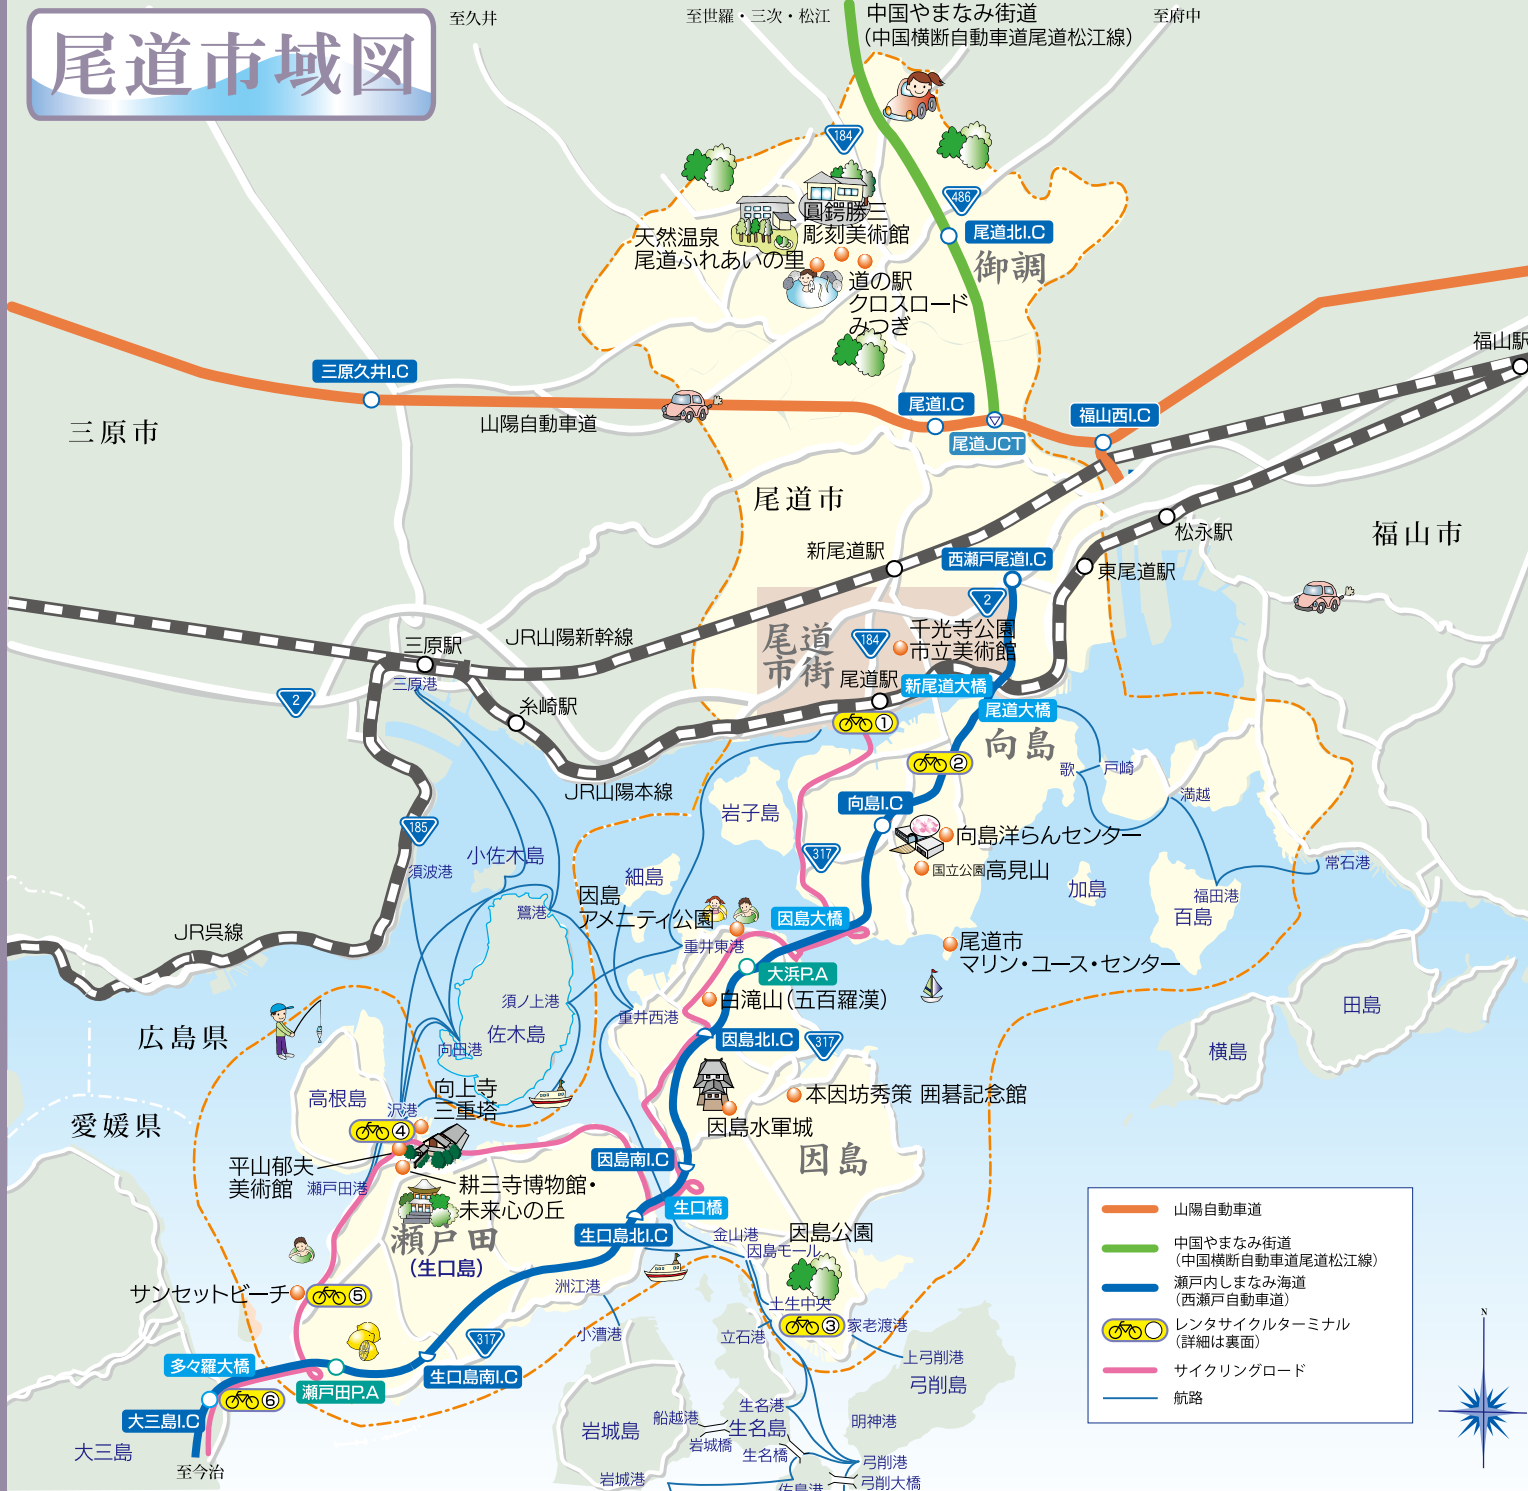 尾道市域図
至久井
至世羅・三次・松江
中国やまなみ街道
(中国横断自動車道尾道松江線)
至府中
184
486
圓鍔勝三
彫刻美術館
天然温泉
尾道ふれあいの里
尾道北I.C
御調
道の駅
クロスロード
みつぎ
福山駅
三原久井I.C
尾道I.C
福山西I.C
三原市
山陽自動車道
尾道JCT
尾道市
福山市
松永駅
新尾道駅
西瀬戸尾道I.C
東尾道駅
2
尾道
市街
184
千光寺公園
市立美術館
三原駅
JR山陽新幹線
三原港
尾道駅
新尾道大橋
2
糸崎駅
①
尾道大橋
向島
②
歌
戸崎
満越
JR山陽本線
岩子島
向島I.C
185
向島洋らんセンター
317
小佐木島
須波港
細島
国立公園高見山
常石港
加島
福田港
百島
因島
アメニティ公園
鷺港
因島大橋
JR呉線
重井東港
尾道市
マリン・ユース・センター
大浜P.A
須ノ上港
白滝山(五百羅漢)
田島
重井西港
佐木島
広島県
因島北I.C
317
向田港
横島
高根島
向上寺
三重塔
沢港
本因坊秀策 囲碁記念館
愛媛県
④
因島水軍城
因島
平山郁夫
美術館
瀬戸田港
因島南I.C
耕三寺博物館・
未来心の丘
生口橋
瀬戸田
(生口島)
生口島北I.C
金山港
因島モール
因島公園
サンセットビーチ
⑤
洲江港
土生中央
小漕港
立石港
③
家老渡港
317
上弓削港
多々羅大橋
生口島南I.C
弓削島
瀬戸田P.A
⑥
大三島I.C
岩城島
船越港
生名港
生名島
明神港
大三島
岩城橋
生名橋
至今治
岩城港
弓削港
佐島港
弓削大橋
山陽自動車道
中国やまなみ街道
(中国横断自動車道尾道松江線)
瀬戸内しまなみ海道
(西瀬戸自動車道)
レンタサイクルターミナル
(詳細は裏面)
サイクリングロード
航路
N